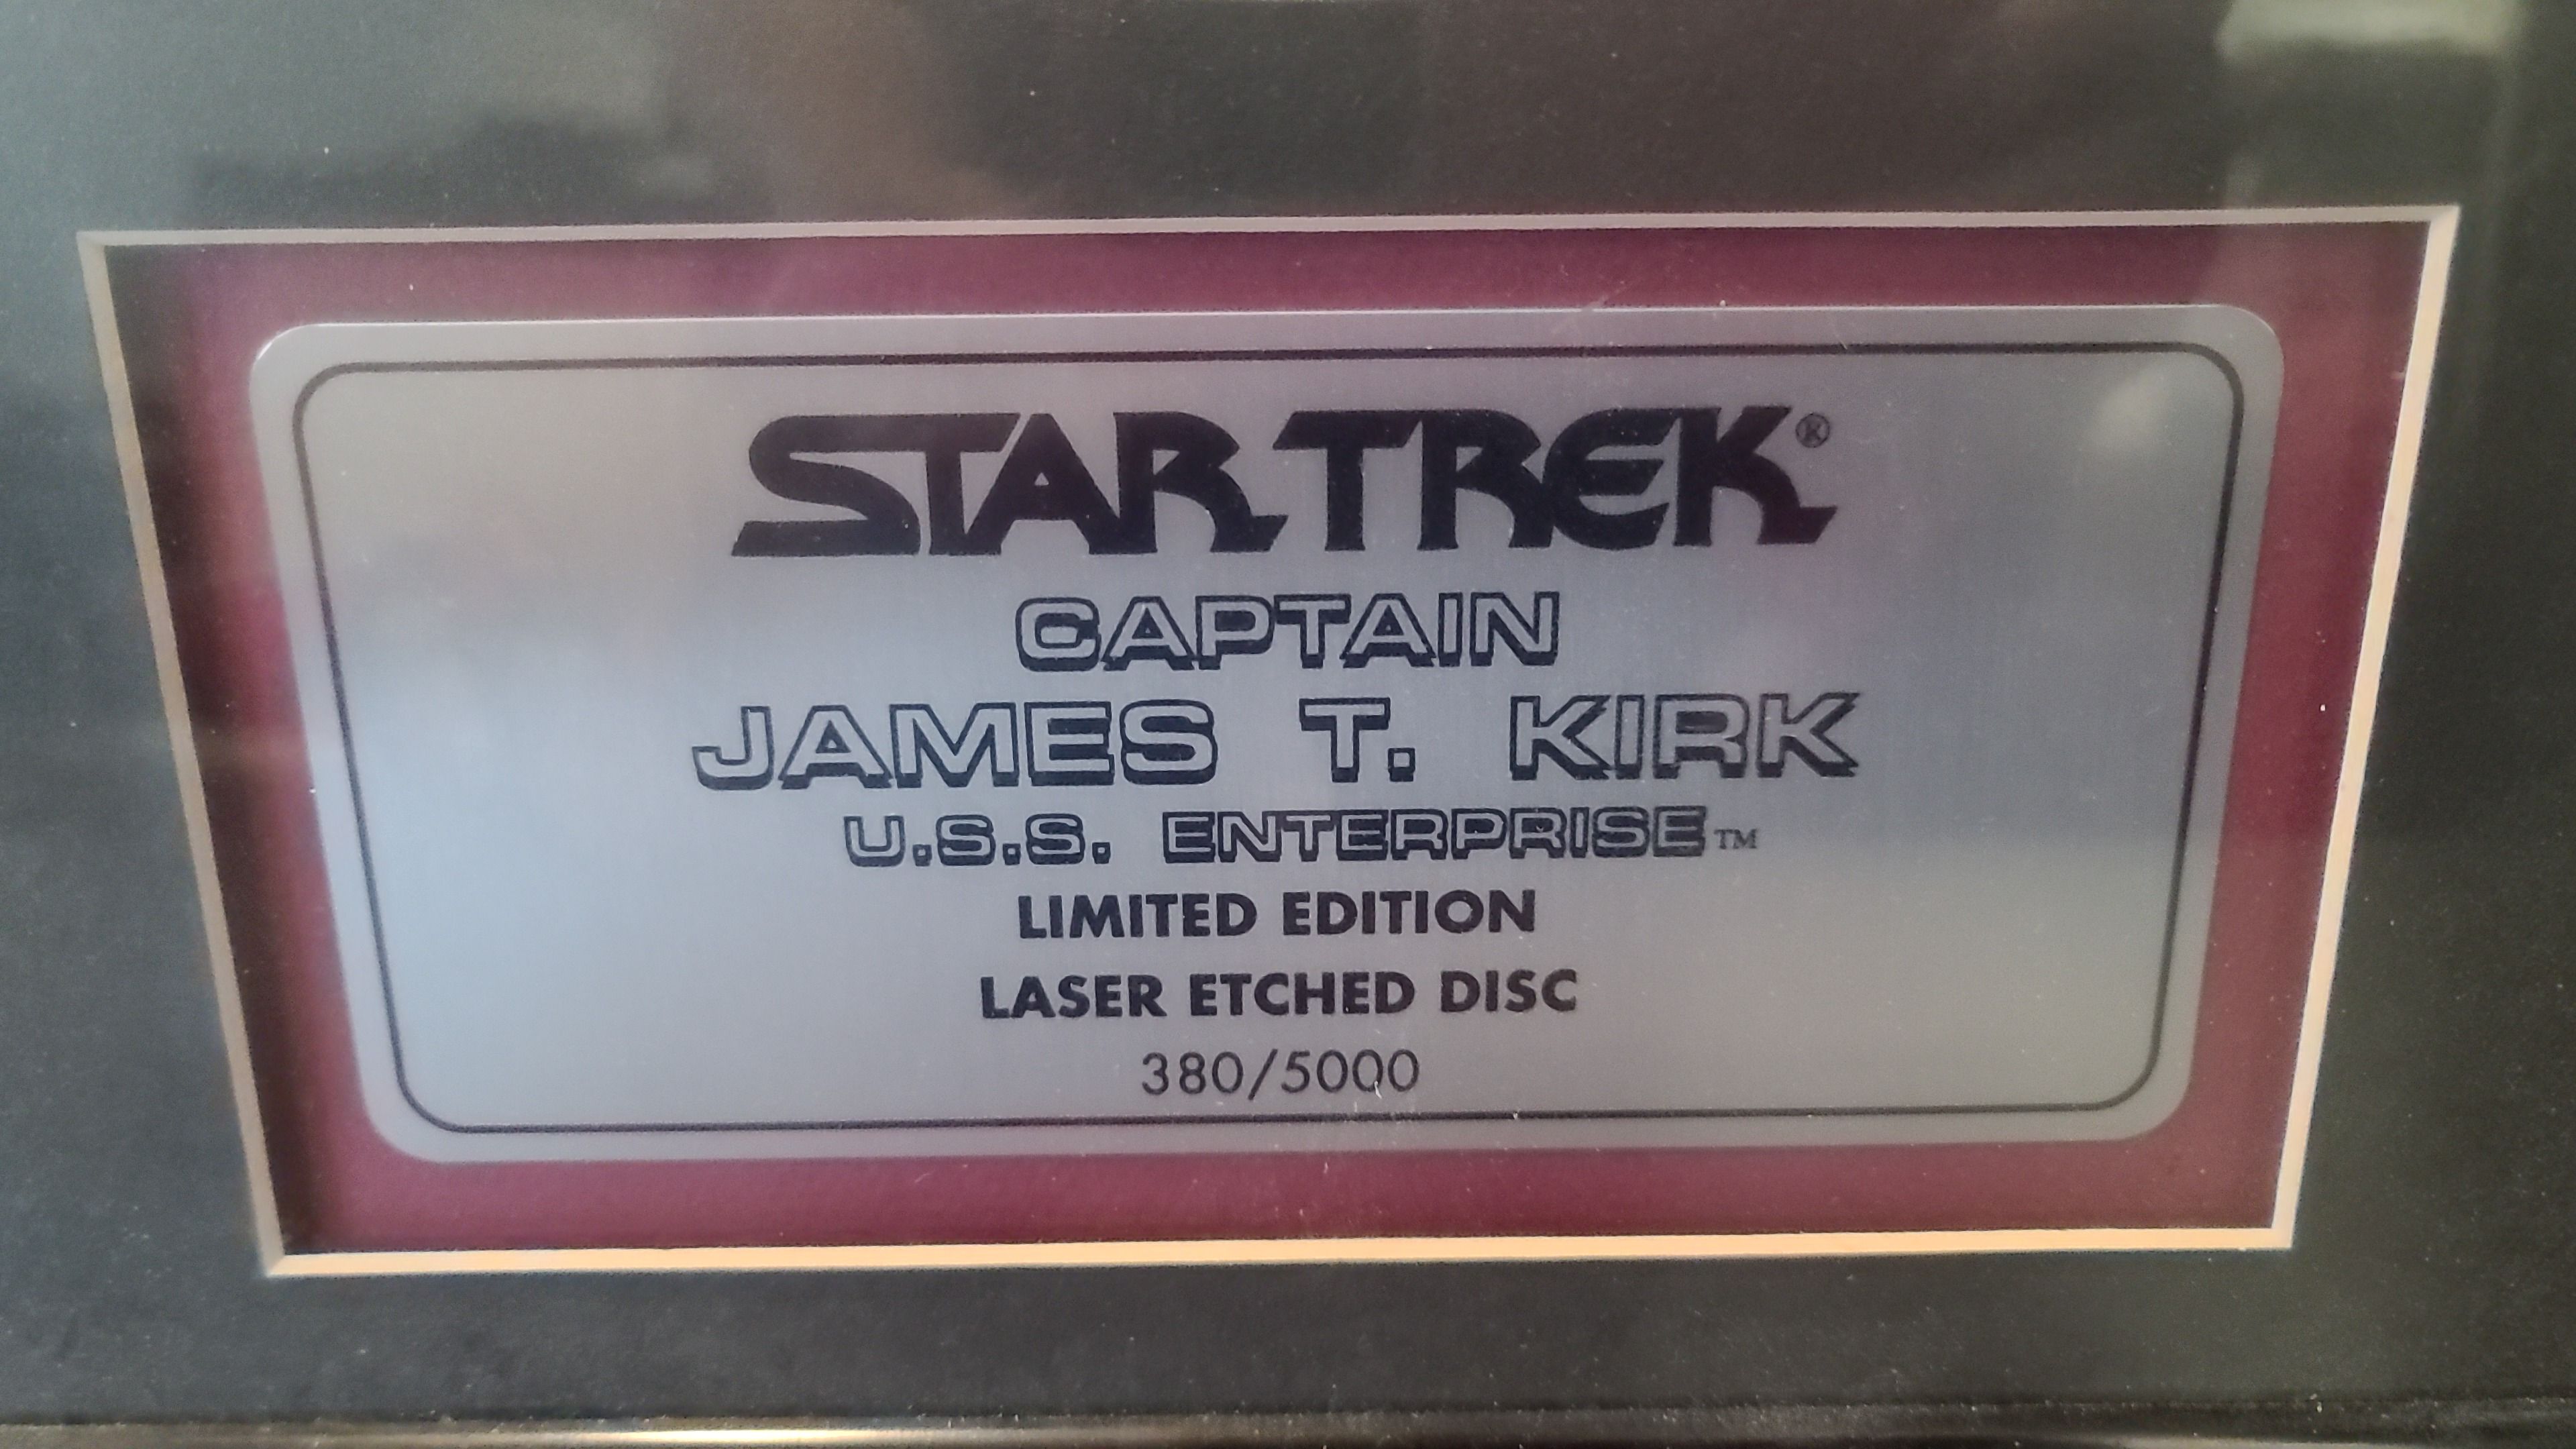 STAR TREK®
CAPTAIN
JAMES T. KIRK
U.S.S. ENTERPRISE™
LIMITED EDITION
LASER ETCHED DISC
380/5000